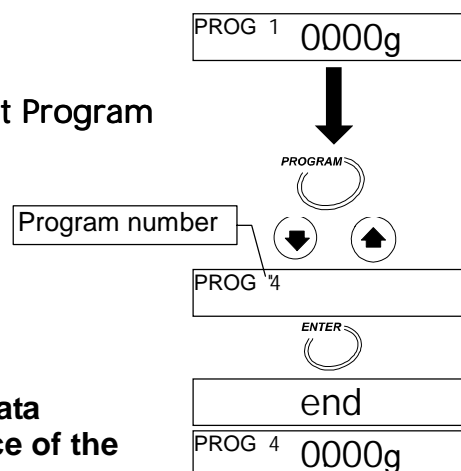 PROG 1 0000g
t Program
PROGRAM
Program number
PROG "4
ENTER
end
ata
PROG 4 0000g
ce of the